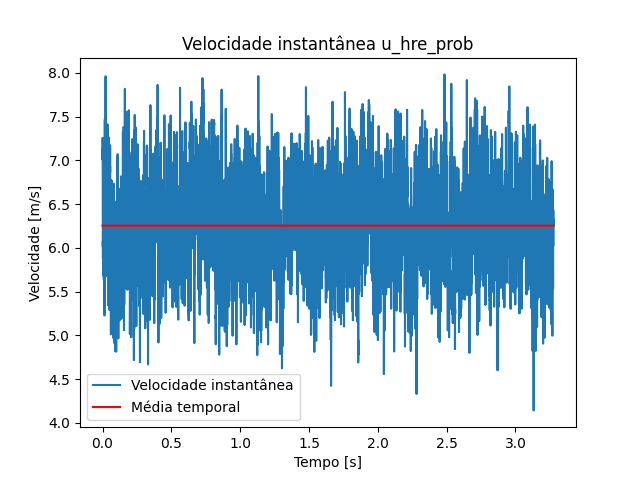 Velocidade instantânea u_hre_prob
Velocidade [m/s]
8.0
7.5
7.0
6.5
6.0
5.5
5.0
4.5
4.0
Velocidade instantânea
Média temporal
0.0 0.5 1.0 1.5 2.0 2.5 3.0
Tempo [s]